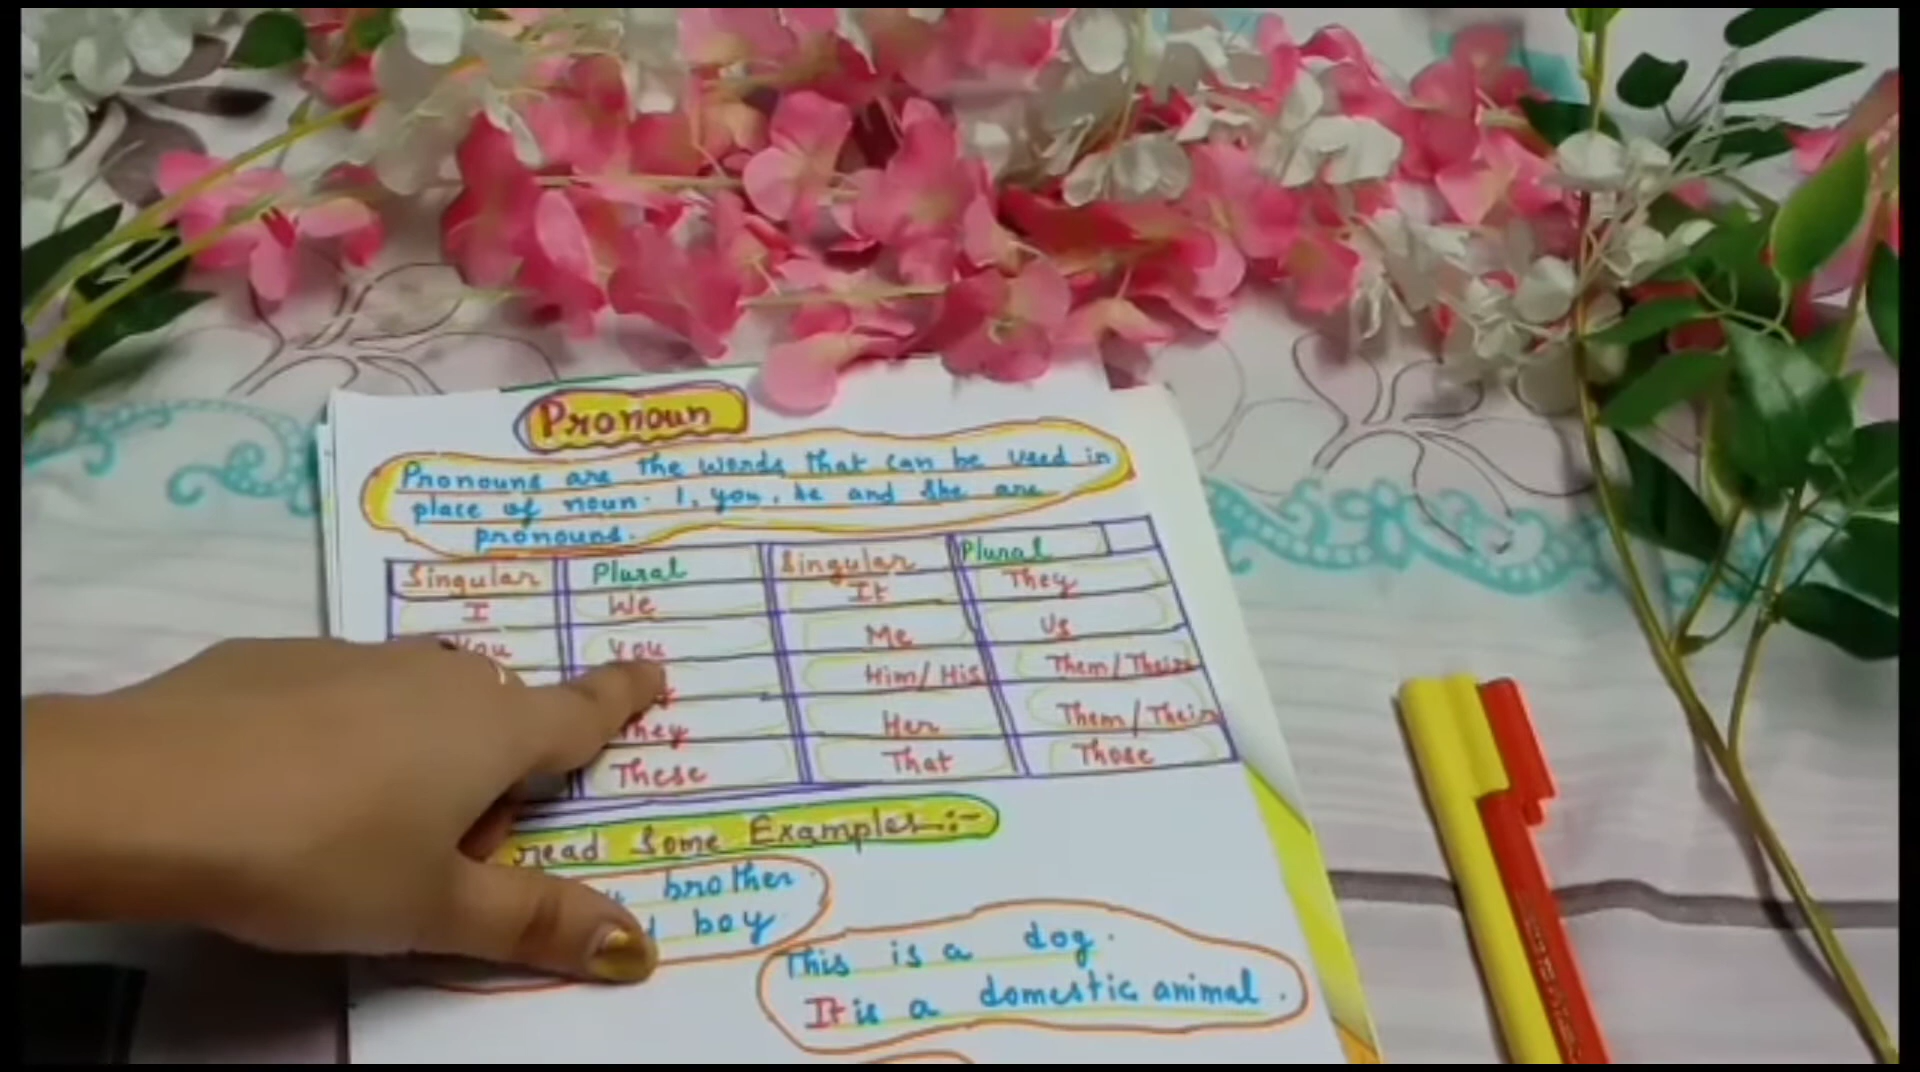 Pronoun
Pronouns are the words that can be used in
place of noun. I, you, he and she are
pronouns.
Singular Plural Singular Plural
I We It They
You You Me Us
Him/His Them/Their
They Her Them/Their
These That Those
read Some Examples:-
brother.
boy
This is a dog.
It is a domestic animal.